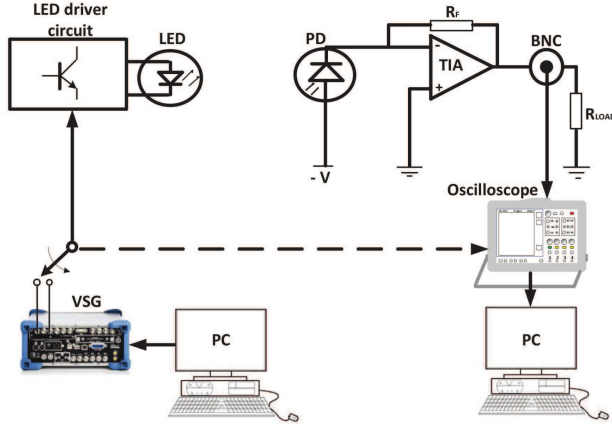 LED driver
circuit
LED
PD
RF
-
TIA
+
BNC
RLOAD
- V
Oscilloscope
VSG
PC
PC